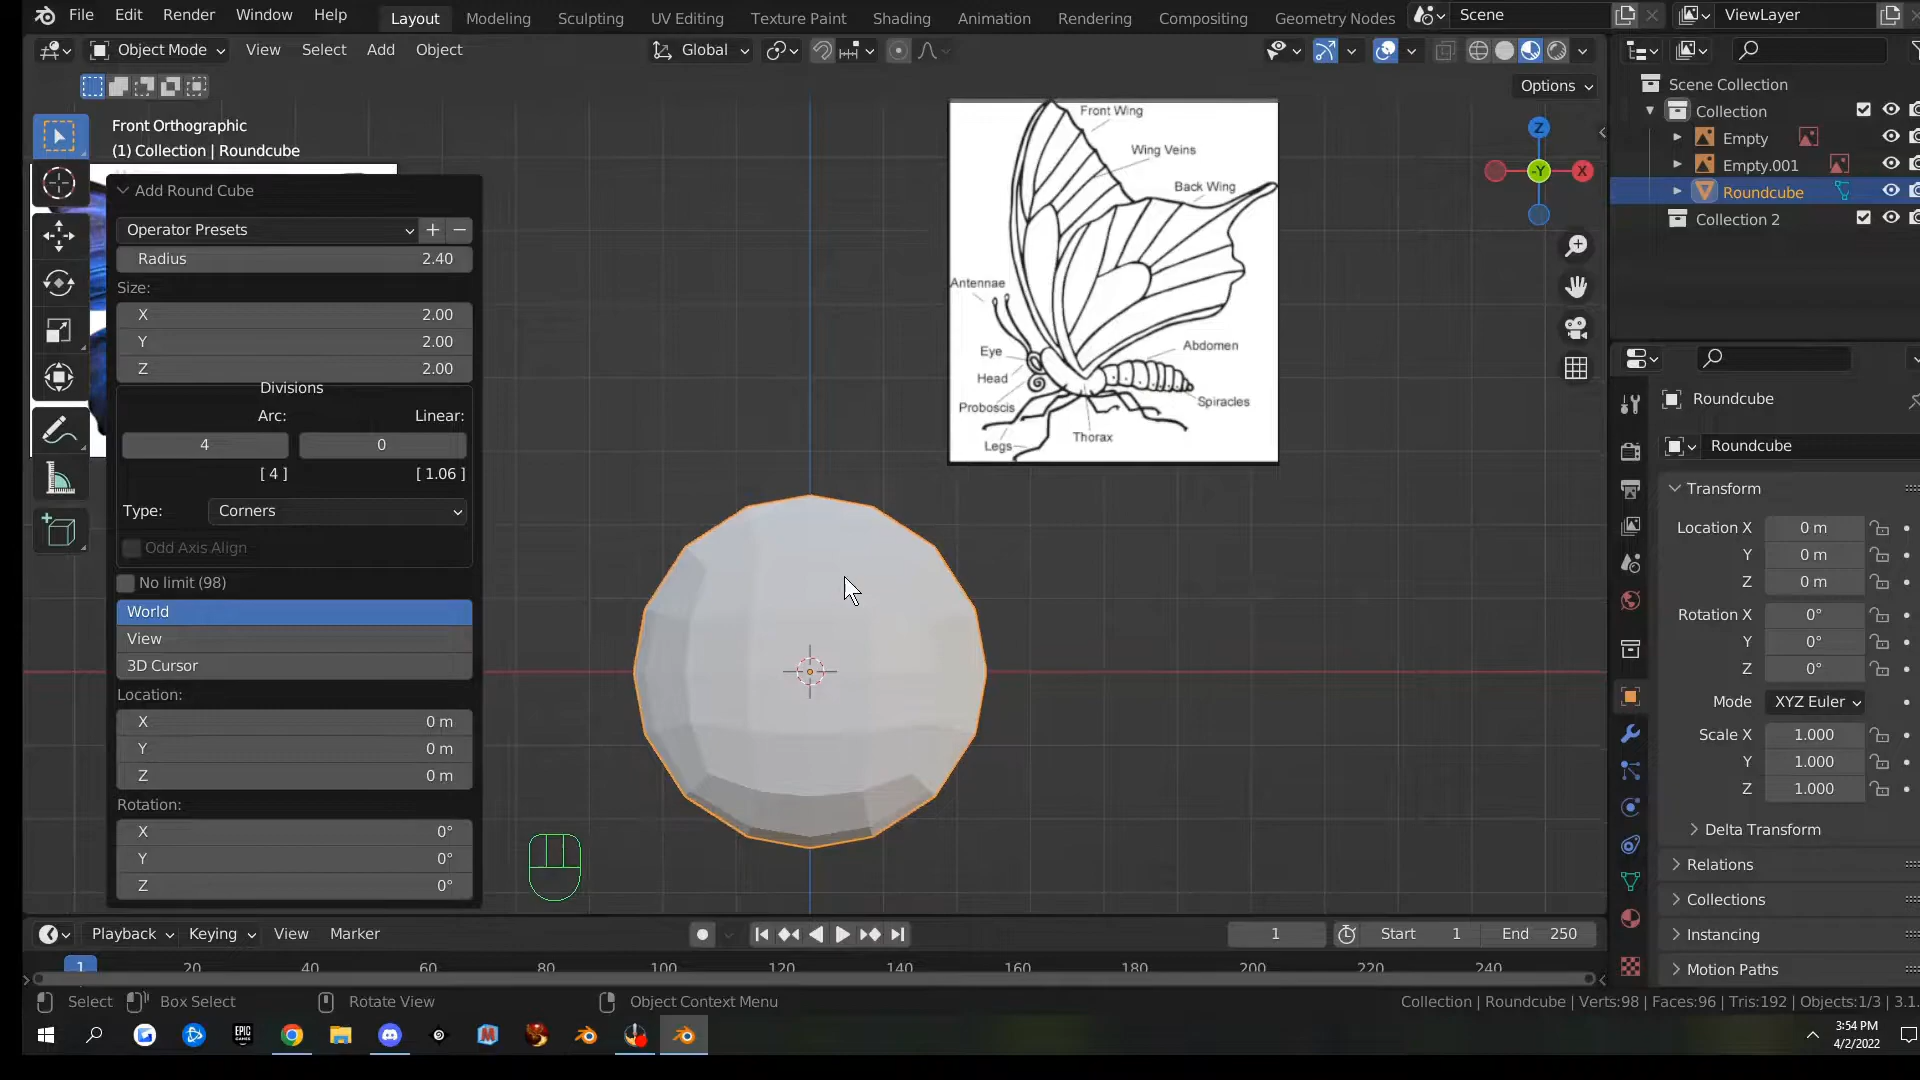 File Edit Render Window Help
Layout Modeling Sculpting UV Editing Texture Paint Shading Animation Rendering Compositing Geometry Nodes
Scene
ViewLayer
Object Mode View Select Add Object
Global
Options
Front Orthographic
(1) Collection | Roundcube
Add Round Cube
Operator Presets
Radius 2.40
Size:
X 2.00
Y 2.00
Z 2.00
Divisions
Arc: Linear:
4 0
[ 4 ] [ 1.06 ]
Type: Corners
Odd Axis Align
No limit (98)
World
View
3D Cursor
Location:
X 0 m
Y 0 m
Z 0 m
Rotation:
X 0°
Y 0°
Z 0°
Front Wing
Wing Veins
Back Wing
Antennae
Eye
Abdomen
Head
Proboscis
Spiracles
Legs
Thorax
Z
-Y X
Scene Collection
Collection
Empty
Empty.001
Roundcube
Collection 2
Roundcube
Roundcube
Transform
Location X 0 m
Y 0 m
Z 0 m
Rotation X 0°
Y 0°
Z 0°
Mode XYZ Euler
Scale X 1.000
Y 1.000
Z 1.000
Delta Transform
Relations
Collections
Instancing
Motion Paths
Playback Keying View Marker
1 Start 1 End 250
1 20 40 60 80 100 120 140 160 180 200 220 240
Select Box Select Rotate View Object Context Menu
Collection | Roundcube | Verts:98 | Faces:96 | Tris:192 | Objects:1/3 | 3.1.
EPIC GAMES
3:54 PM
4/2/2022